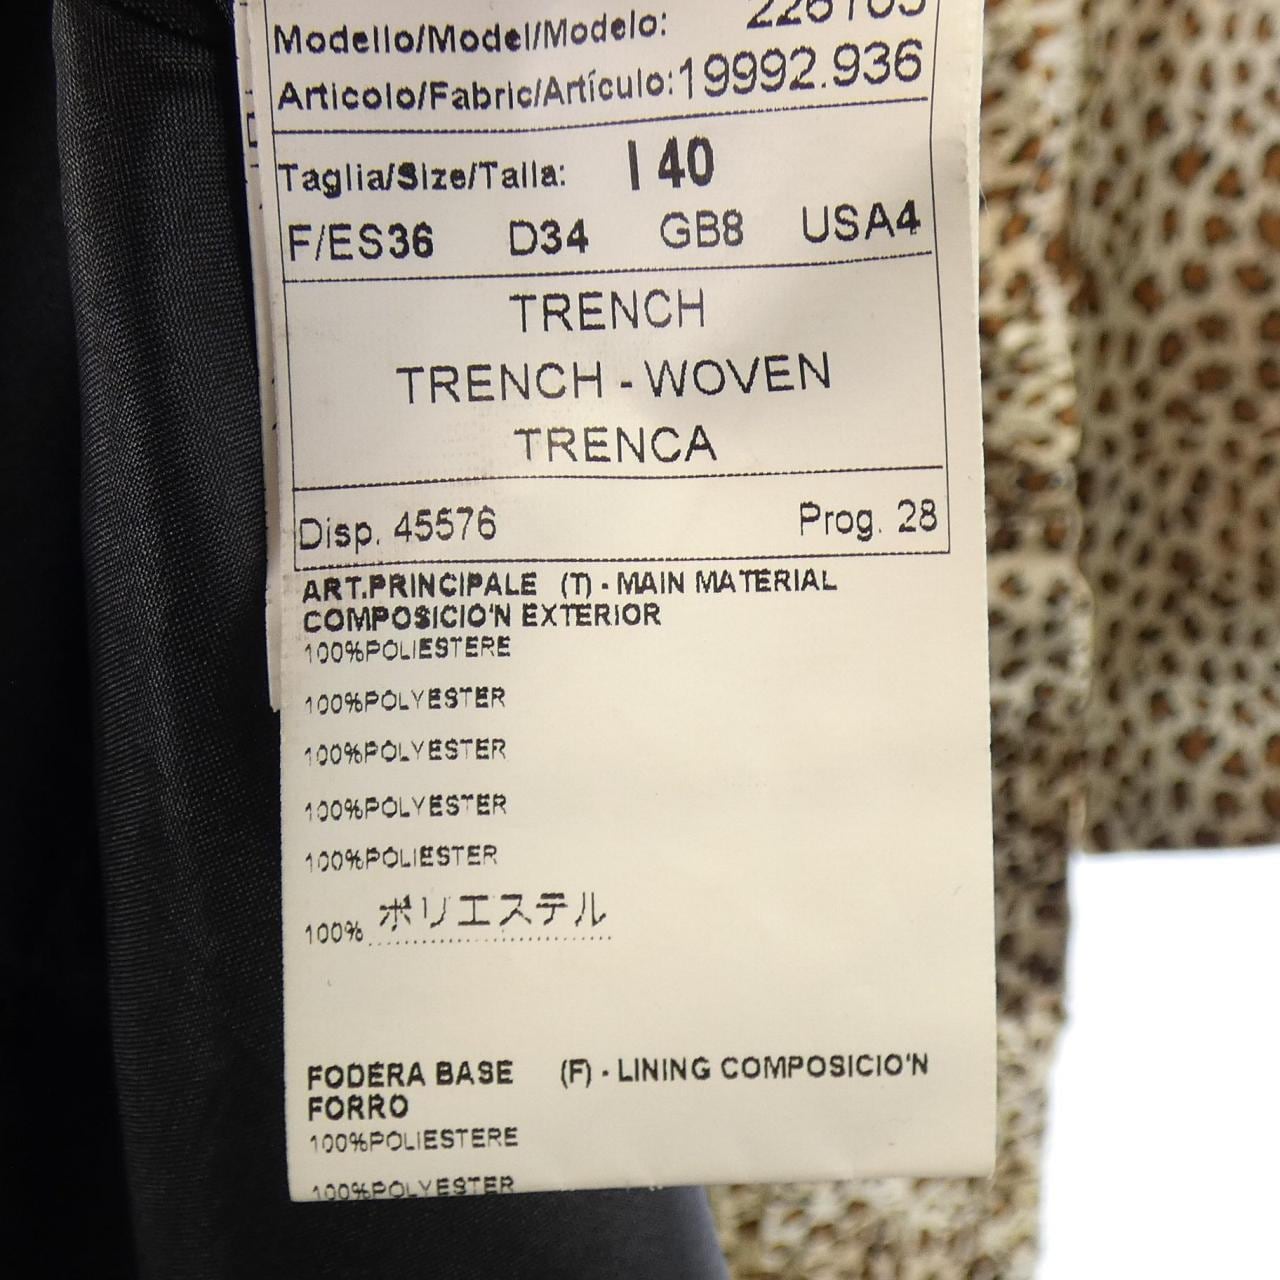 Modello/Model/Modelo: 226103
Articolo/Fabric/Artículo:19992.936
Taglia/Size/Talla: I 40
F/ES36 D34 GB8 USA4
TRENCH
TRENCH - WOVEN
TRENCA
Disp. 45576 Prog. 28
ART.PRINCIPALE (T) - MAIN MATERIAL
COMPOSICIO'N EXTERIOR
100%POLIESTERE
100%POLYESTER
100%POLYESTER
100%POLYESTER
100%POLIESTER
100% ポリエステル
FODERA BASE (F) - LINING COMPOSICIO'N
FORRO
100%POLIESTERE
100%POLYESTER